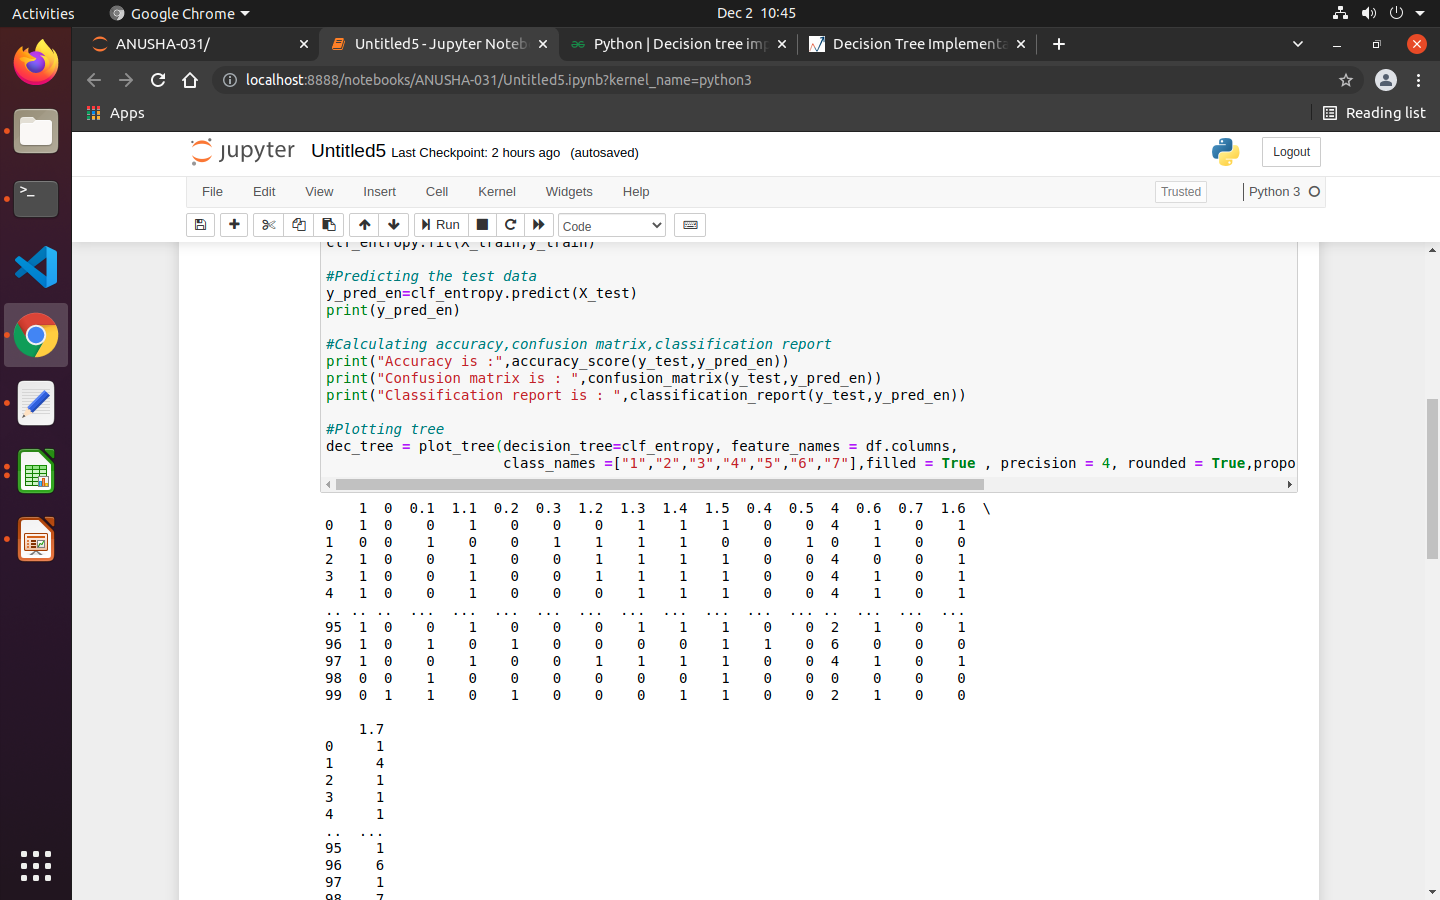 Activities
Google Chrome
Dec 2 10:45
ANUSHA-031/
Untitled5 - Jupyter Noteb
Python | Decision tree imp
Decision Tree Implementa
localhost:8888/notebooks/ANUSHA-031/Untitled5.ipynb?kernel_name=python3
Apps
Reading list
jupyter
Untitled5
Last Checkpoint: 2 hours ago
(autosaved)
Logout
File
Edit
View
Insert
Cell
Kernel
Widgets
Help
Trusted
Python 3
Run
Code
clf_entropy.fit(X_train,y_train)
#Predicting the test data
y_pred_en=clf_entropy.predict(X_test)
print(y_pred_en)
#Calculating accuracy,confusion matrix,classification report
print("Accuracy is :",accuracy_score(y_test,y_pred_en))
print("Confusion matrix is : ",confusion_matrix(y_test,y_pred_en))
print("Classification report is : ",classification_report(y_test,y_pred_en))
#Plotting tree
dec_tree = plot_tree(decision_tree=clf_entropy, feature_names = df.columns,
class_names =["1","2","3","4","5","6","7"],filled = True , precision = 4, rounded = True,propo
1 0 0.1 1.1 0.2 0.3 1.2 1.3 1.4 1.5 0.4 0.5 4 0.6 0.7 1.6 \
0 1 0 0 1 0 0 0 1 1 1 0 0 4 1 0 1
1 0 0 1 0 0 1 1 1 1 0 0 1 0 1 0 0
2 1 0 0 1 0 0 1 1 1 1 0 0 4 0 0 1
3 1 0 0 1 0 0 1 1 1 1 0 0 4 1 0 1
4 1 0 0 1 0 0 0 1 1 1 0 0 4 1 0 1
.. .. .. ... ... ... ... ... ... ... ... ... ... .. ... ... ...
95 1 0 0 1 0 0 0 1 1 1 0 0 2 1 0 1
96 1 0 1 0 1 0 0 0 0 1 1 0 6 0 0 0
97 1 0 0 1 0 0 1 1 1 1 0 0 4 1 0 1
98 0 0 1 0 0 0 0 0 0 1 0 0 0 0 0 0
99 0 1 1 0 1 0 0 0 1 1 0 0 2 1 0 0
1.7
0 1
1 4
2 1
3 1
4 1
.. ...
95 1
96 6
97 1
98 7